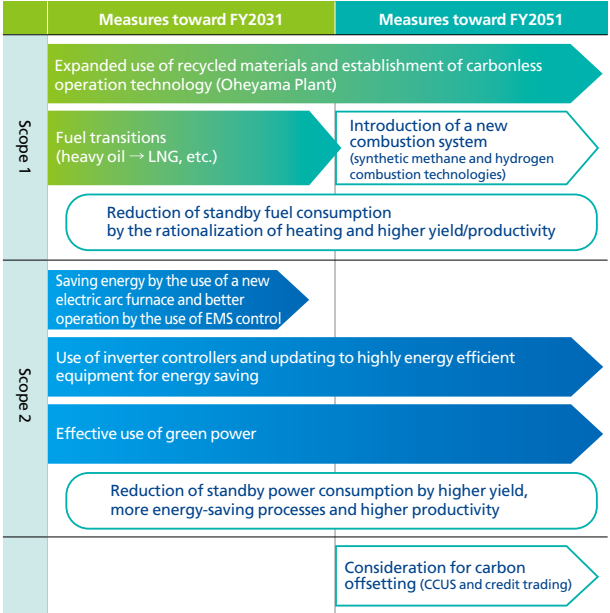 Measures toward FY2031
Measures toward FY2051
Scope 1
Expanded use of recycled materials and establishment of carbonless
operation technology (Oheyama Plant)
Fuel transitions
(heavy oil → LNG, etc.)
Introduction of a new
combustion system
(synthetic methane and hydrogen
combustion technologies)
Reduction of standby fuel consumption
by the rationalization of heating and higher yield/productivity
Scope 2
Saving energy by the use of a new
electric arc furnace and better
operation by the use of EMS control
Use of inverter controllers and updating to highly energy efficient
equipment for energy saving
Effective use of green power
Reduction of standby power consumption by higher yield,
more energy-saving processes and higher productivity
Consideration for carbon
offsetting (CCUS and credit trading)